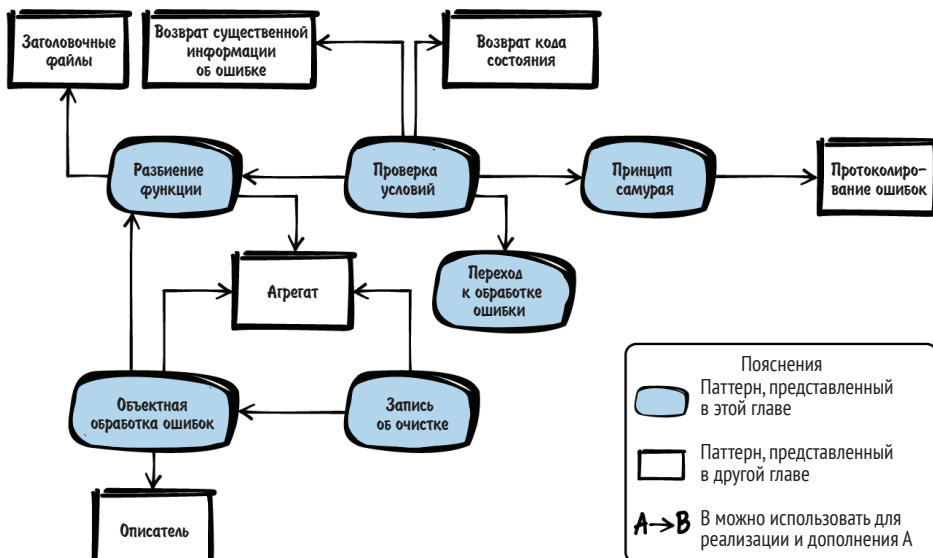 Заголовочные
файлы
Возврат существенной
информации
об ошибке
Возврат кода
состояния
Разбиение
функции
Проверка
условий
Принцип
самурая
Протоколиро-
вание ошибок
Агрегат
Переход
к обработке
ошибки
Объектная
обработка ошибок
Запись
об очистке
Описатель
Пояснения
Паттерн, представленный
в этой главе
Паттерн, представленный
в другой главе
A→B В можно использовать для
реализации и дополнения А